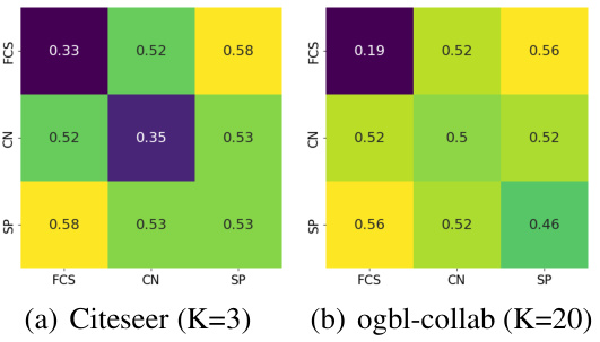 FCS 0.33 0.52 0.58
CN 0.52 0.35 0.53
SP 0.58 0.53 0.53
FCS CN SP
(a) Citeseer (K=3)
FCS 0.19 0.52 0.56
CN 0.52 0.5 0.52
SP 0.56 0.52 0.46
FCS CN SP
(b) ogbl-collab (K=20)